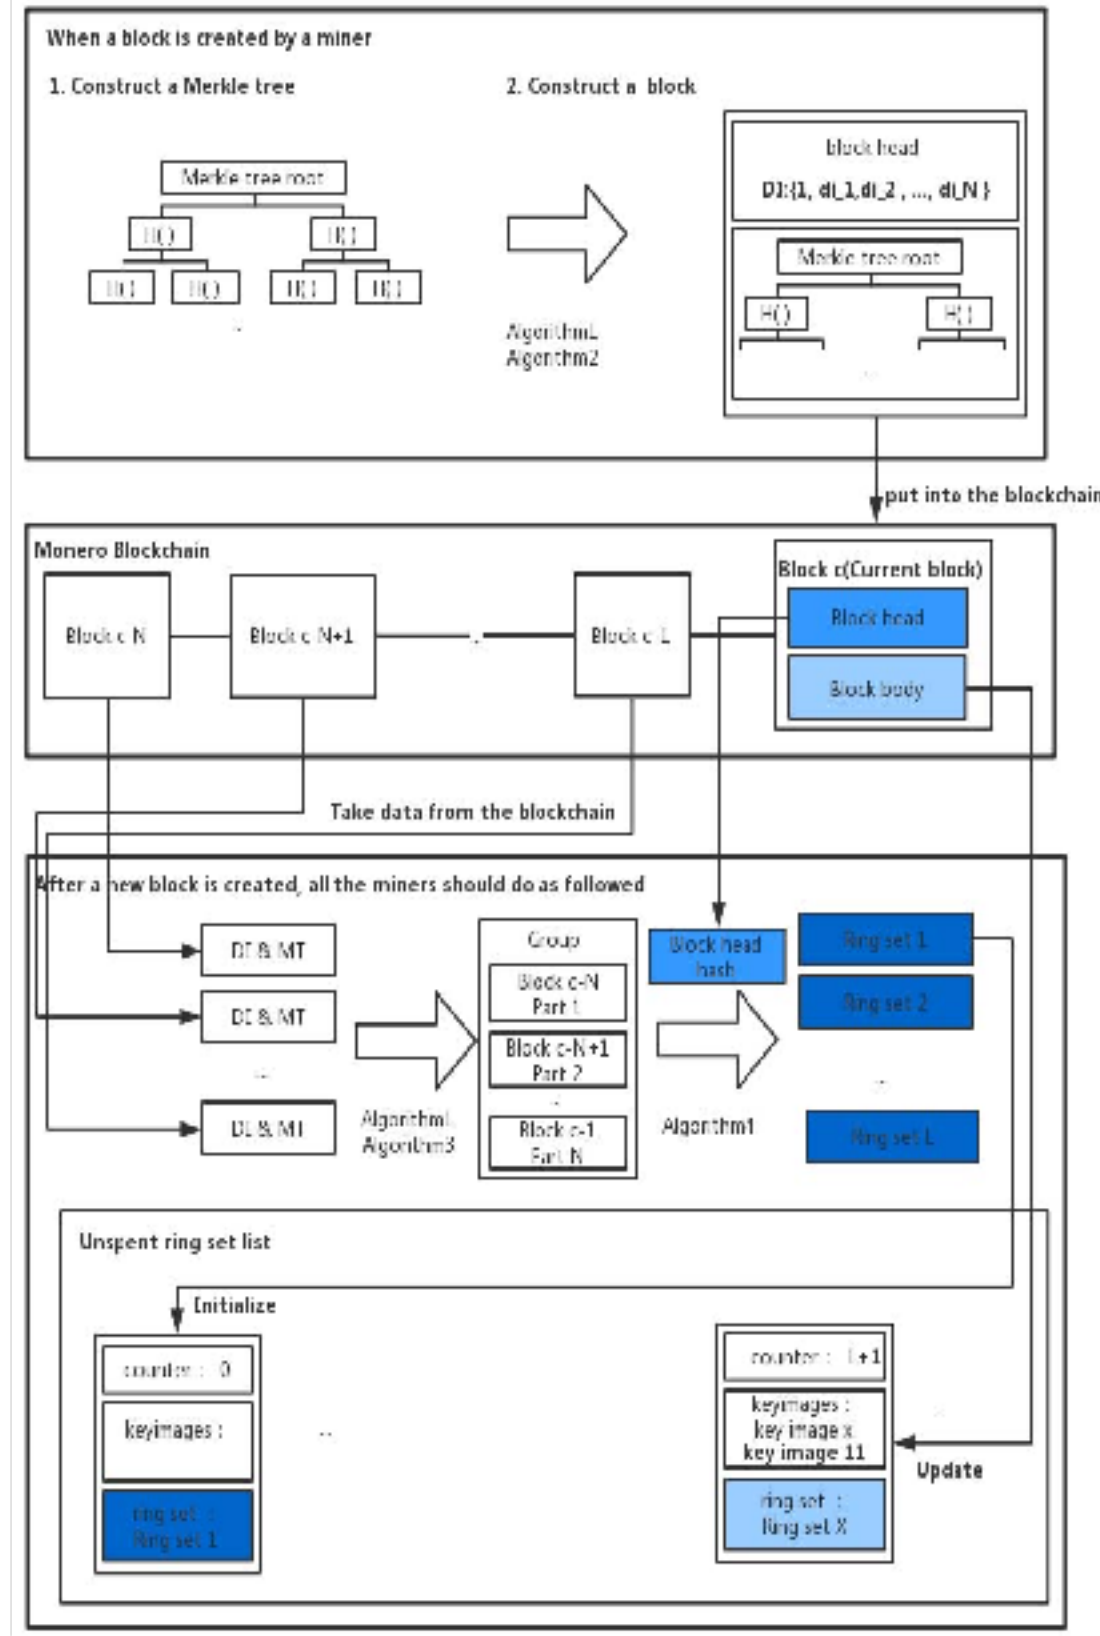 When a block is created by a miner
1. Construct a Merkle tree
2. Construct a block
Merkle tree root
H()
H()
H()
H()
H()
H()
Algorithm1
Algorithm2
block head
DI:{1, di_1,di_2 , ..., di_N }
Merkle tree root
H()
H()
put into the blockchain
Monero Blockchain
Block c-N
Block c-N+1
Block c-1
Block c(Current block)
Block head
Block body
Take data from the blockchain
After a new block is created, all the miners should do as followed
DI & MT
DI & MT
...
DI & MT
Algorithm1
Algorithm3
Group
Block c-N
Part 1
Block c-N+1
Part 2
Block c-1
Part N
Block head
hash
Ring set 1
Ring set 2
...
Ring set L
Unspent ring set list
Initialize
counter : 0
keyimages :
ring set :
Ring set 1
...
counter :
keyimages :
key image x
key image 11
ring set :
Ring set X
Update